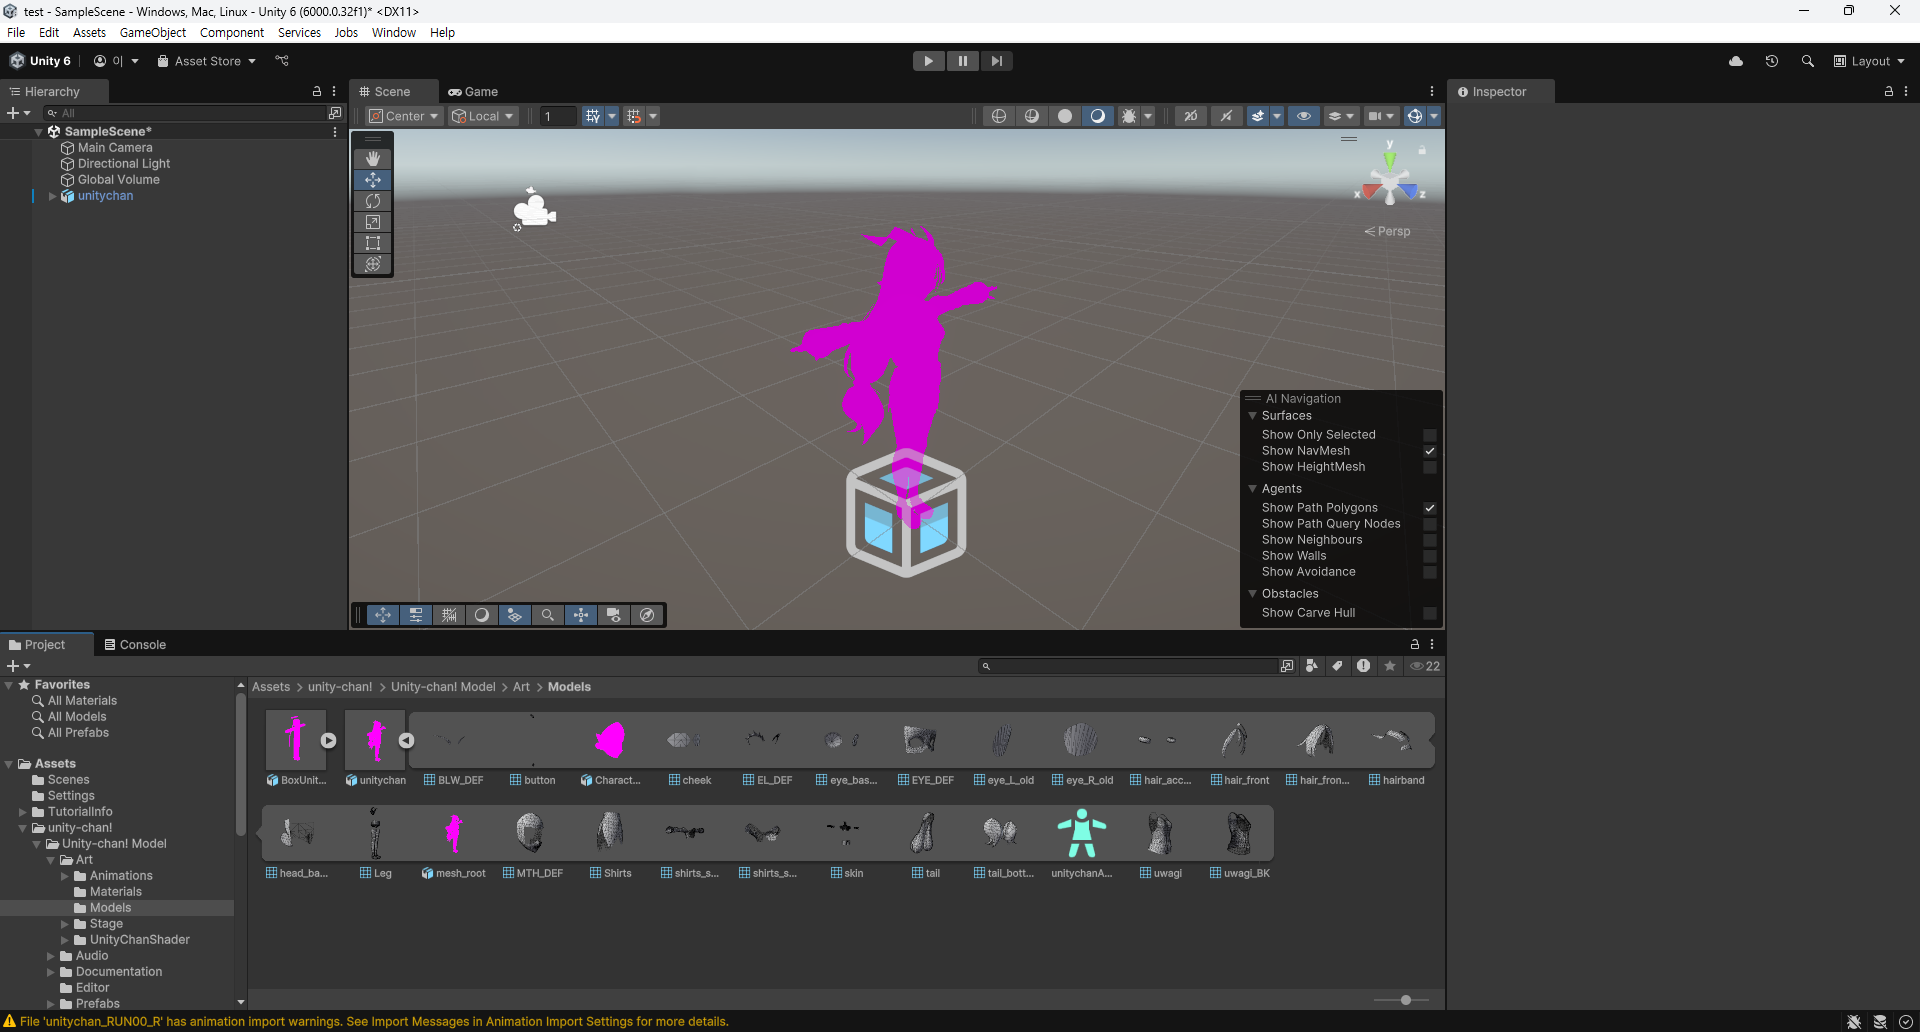 test - SampleScene - Windows, Mac, Linux - Unity 6 (6000.0.32f1)* <DX11>
File Edit Assets GameObject Component Services Jobs Window Help
Unity 6 Asset Store Layout
Hierarchy
All
SampleScene*
Main Camera
Directional Light
Global Volume
unitychan
Scene Game
Center Local 1 2D
y
x z
Persp
AI Navigation
Surfaces
Show Only Selected
Show NavMesh
Show HeightMesh
Agents
Show Path Polygons
Show Path Query Nodes
Show Neighbours
Show Walls
Show Avoidance
Obstacles
Show Carve Hull
Inspector
Project Console
22
Favorites
All Materials
All Models
All Prefabs
Assets
Scenes
Settings
TutorialInfo
unity-chan!
Unity-chan! Model
Art
Animations
Materials
Models
Stage
UnityChanShader
Audio
Documentation
Editor
Prefabs
Assets > unity-chan! > Unity-chan! Model > Art > Models
BoxUnit... unitychan BLW_DEF button Charact... cheek EL_DEF eye_bas... EYE_DEF eye_L_old eye_R_old hair_acc... hair_front hair_fron... hairband
head_ba... Leg mesh_root MTH_DEF Shirts shirts_s... shirts_s... skin tail tail_bott... unitychanA... uwagi uwagi_BK
File 'unitychan_RUN00_R' has animation import warnings. See Import Messages in Animation Import Settings for more details.